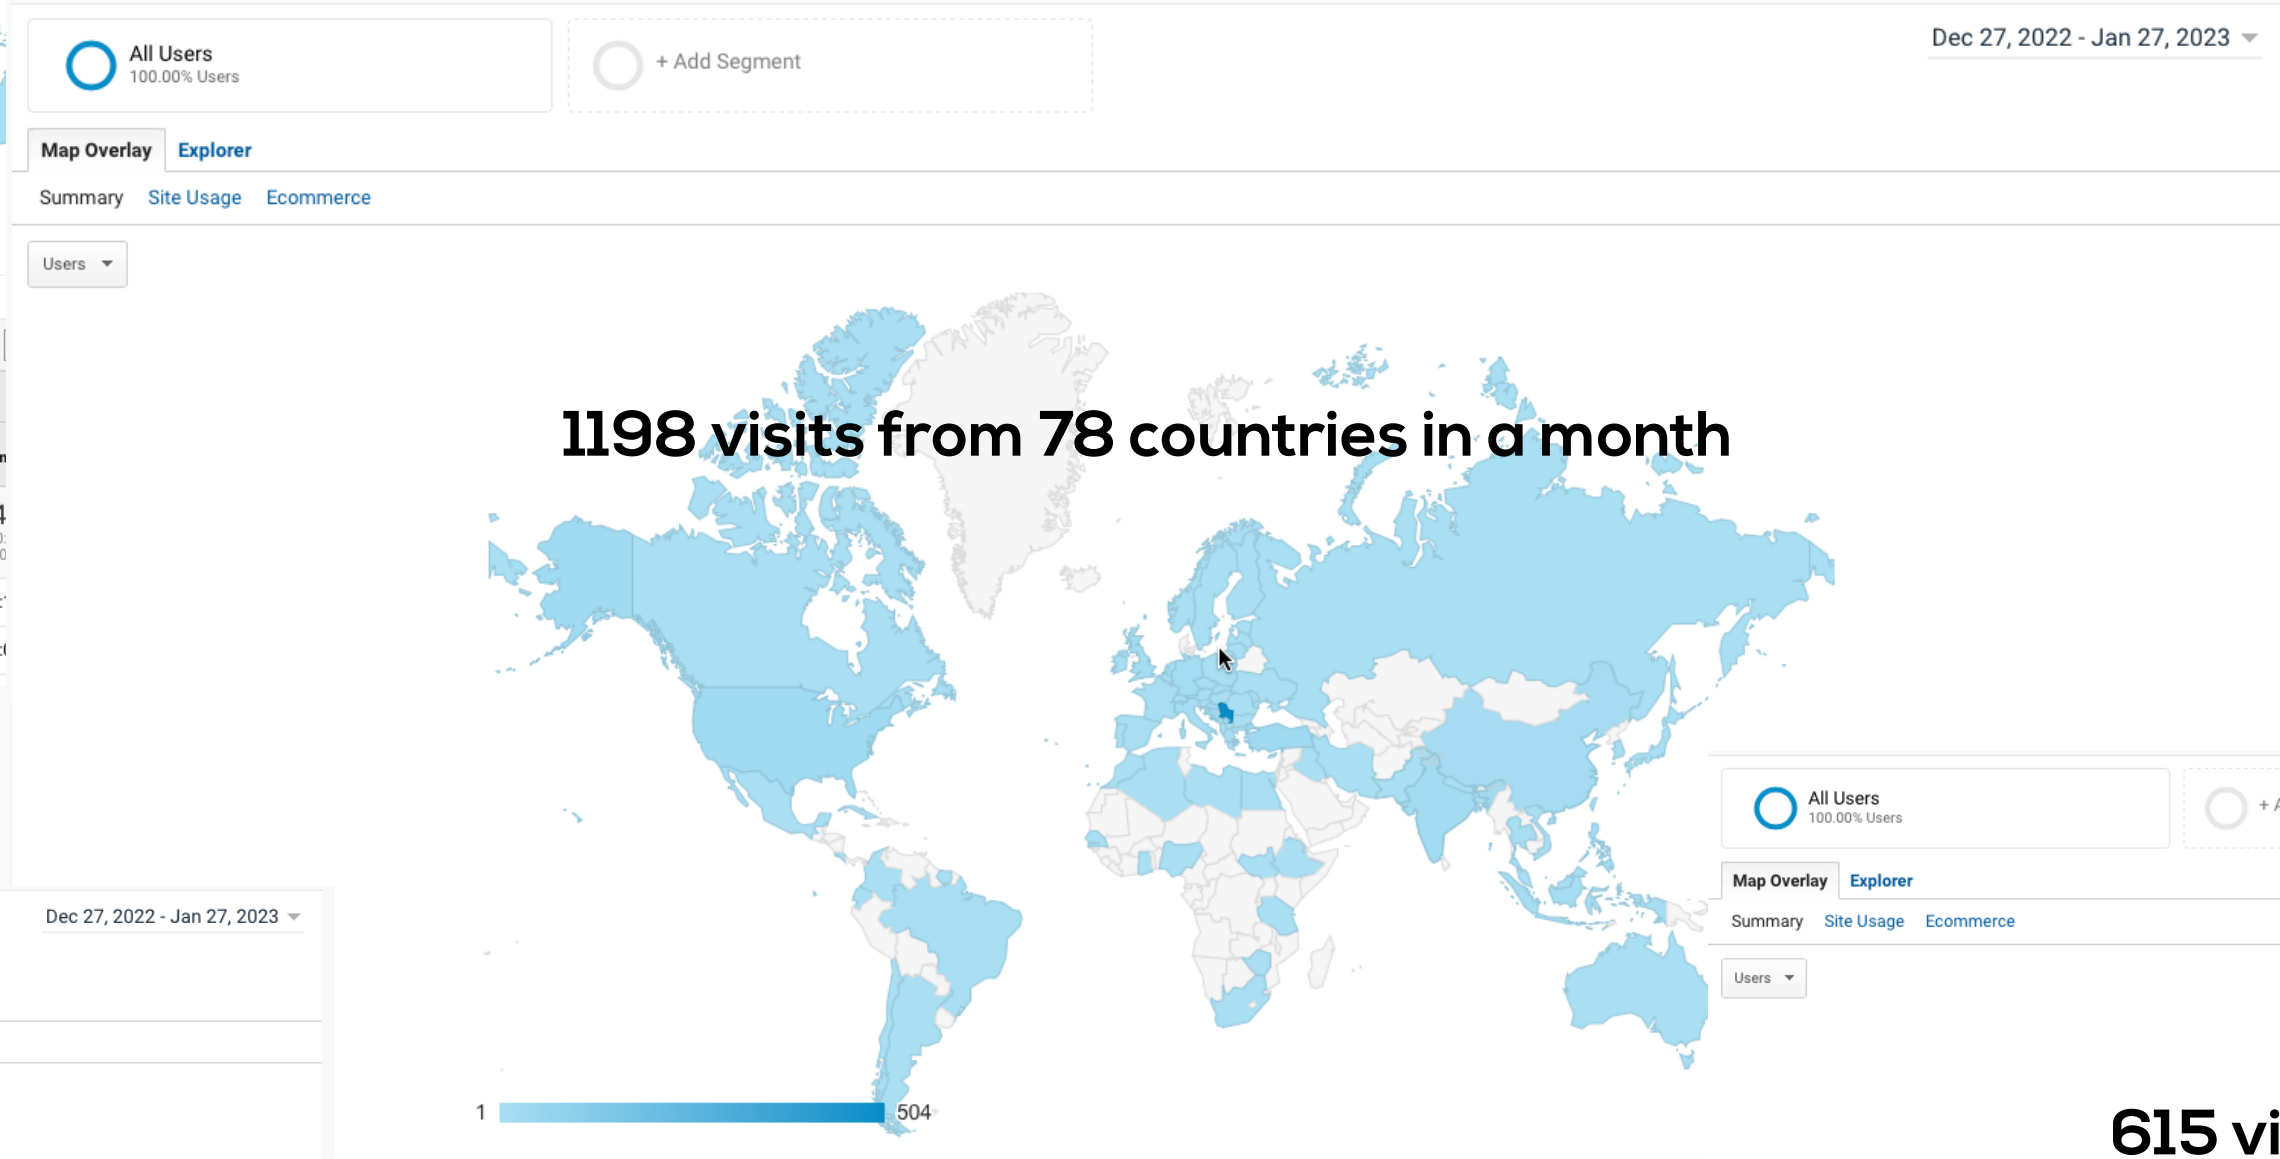 All Users
100.00% Users
+ Add Segment
Dec 27, 2022 - Jan 27, 2023
Map Overlay Explorer
Summary Site Usage Ecommerce
Users
1198 visits from 78 countries in a month
1 504
Dec 27, 2022 - Jan 27, 2023
All Users
100.00% Users
+ A
Map Overlay Explorer
Summary Site Usage Ecommerce
Users
615 vi